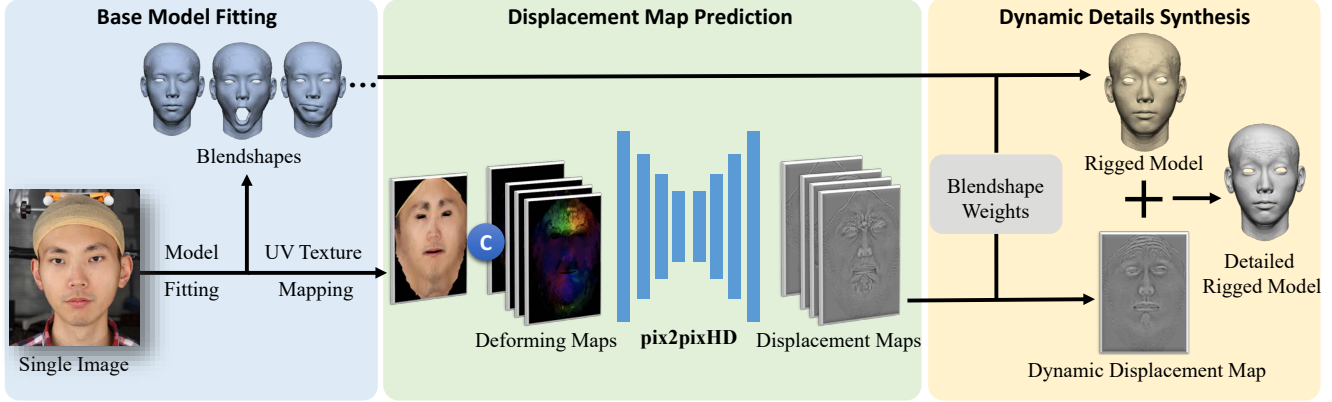 Base Model Fitting
Displacement Map Prediction
Dynamic Details Synthesis
Blendshapes
Model
Fitting
UV Texture
Mapping
Single Image
C
Deforming Maps
pix2pixHD
Displacement Maps
Blendshape
Weights
Rigged Model
Detailed
Rigged Model
Dynamic Displacement Map